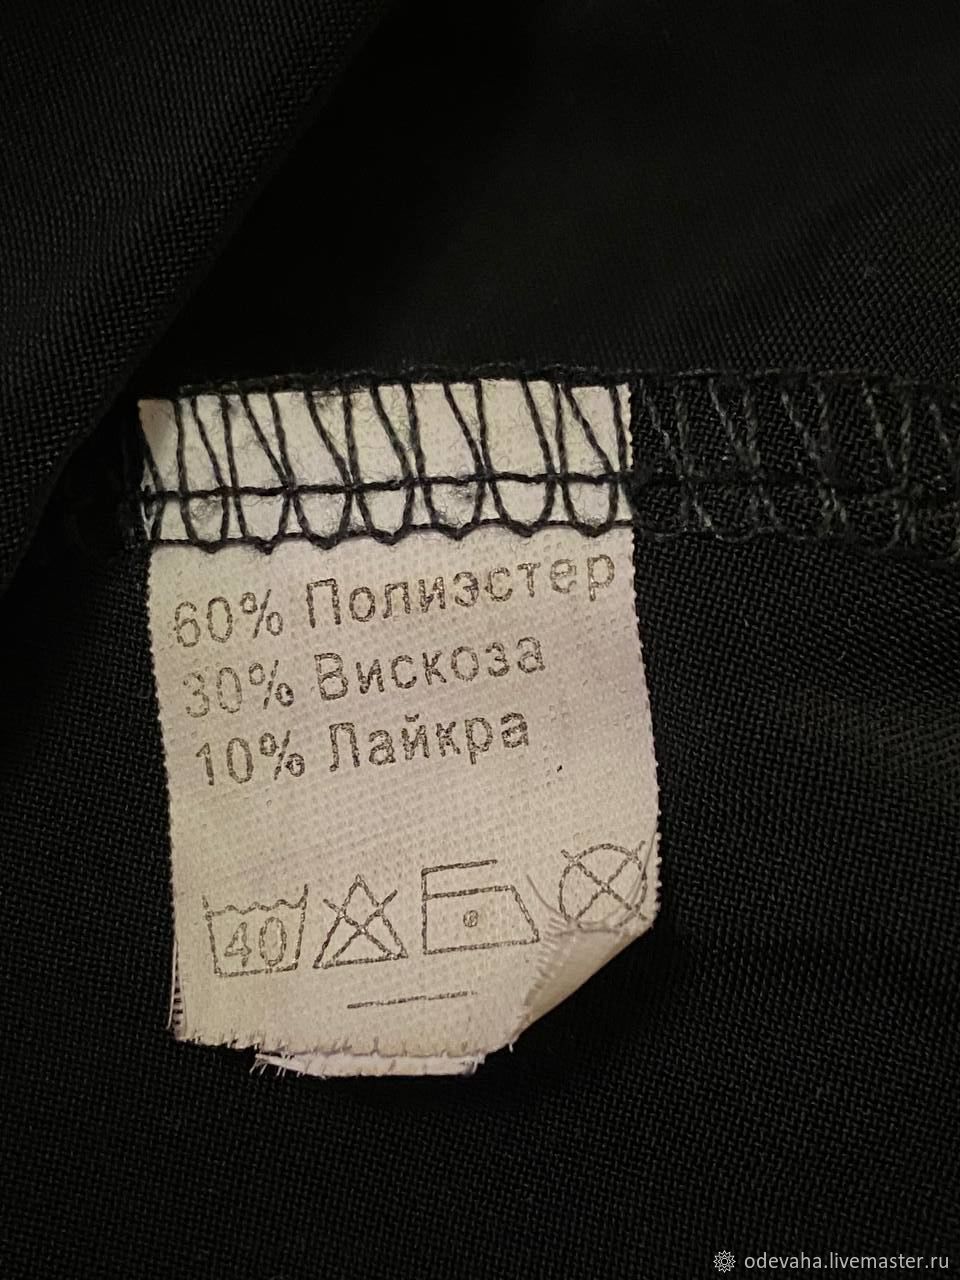 60% Полиэстер
30% Вискоза
10% Лайкра
40
odevaha.livemaster.ru